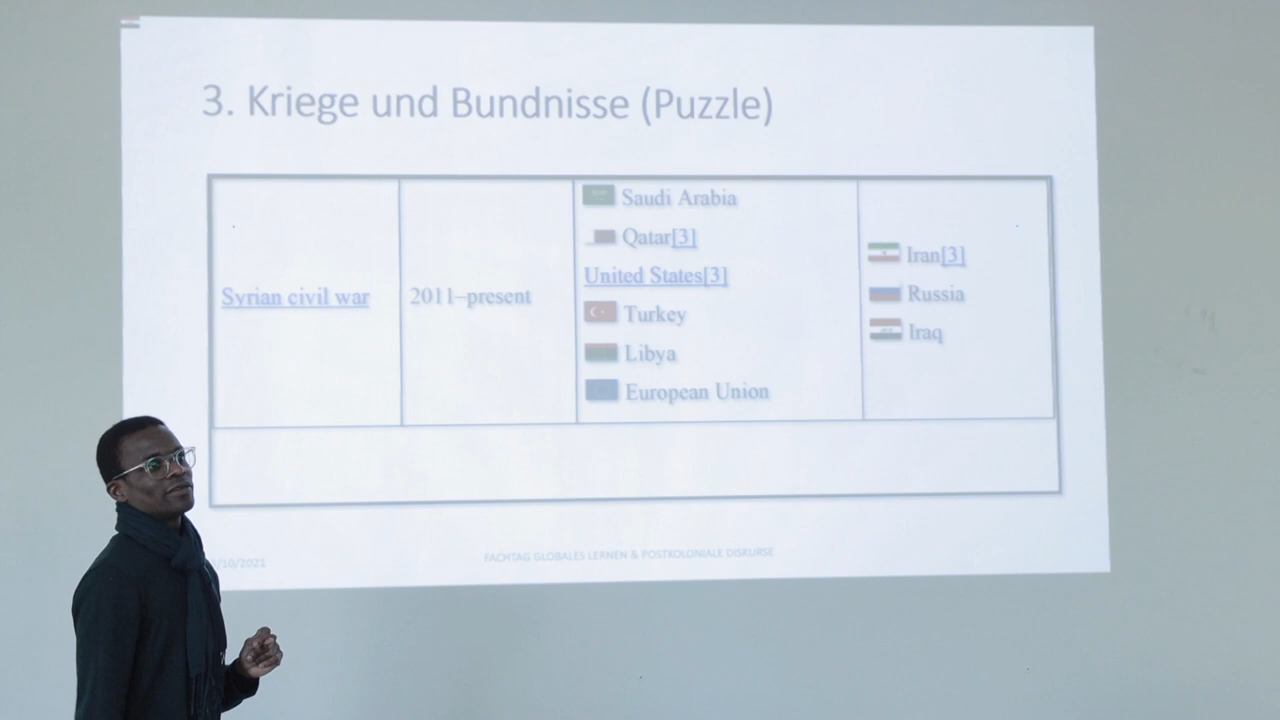 3. Kriege und Bundnisse (Puzzle)
Syrian civil war
2011–present
Saudi Arabia
Qatar[3]
United States[3]
Turkey
Libya
European Union
Iran[3]
Russia
Iraq
/10/2021
FACHTAG GLOBALES LERNEN & POSTKOLONIALE DISKURSE